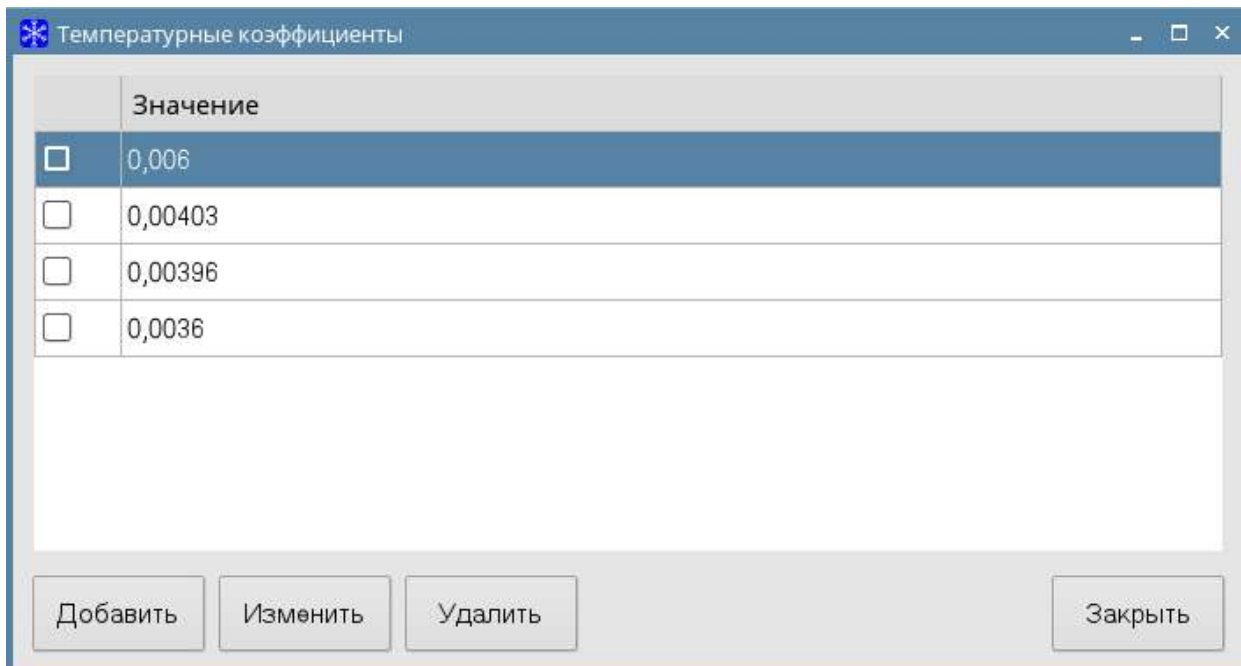 Температурные коэффициенты
Значение
0,006
0,00403
0,00396
0,0036
Добавить Изменить Удалить Закрыть